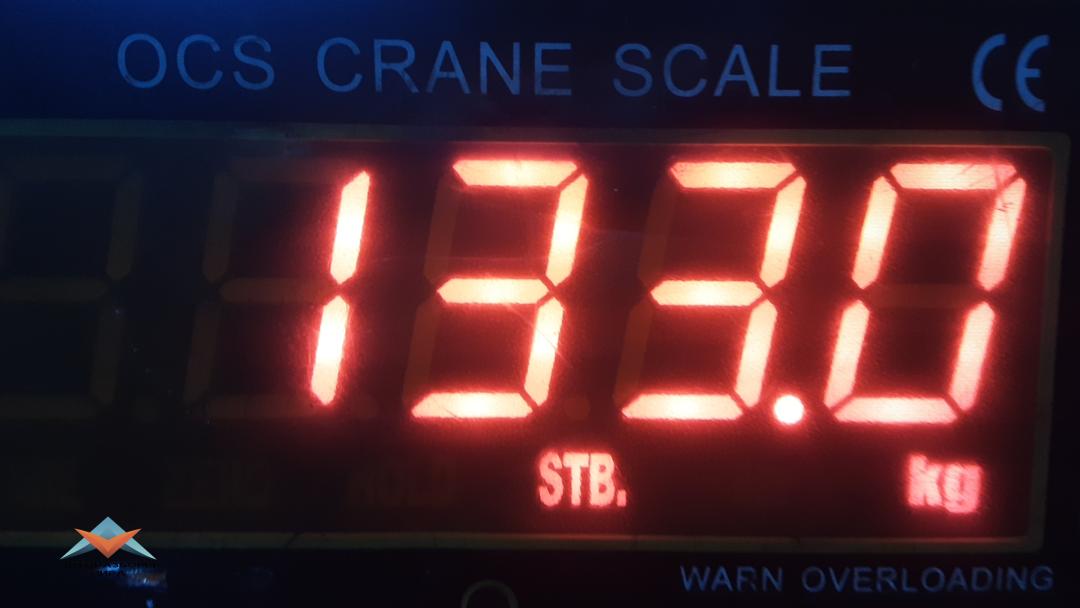 OCS CRANE SCALE CE
133.0
STB. kg
WARN OVERLOADING